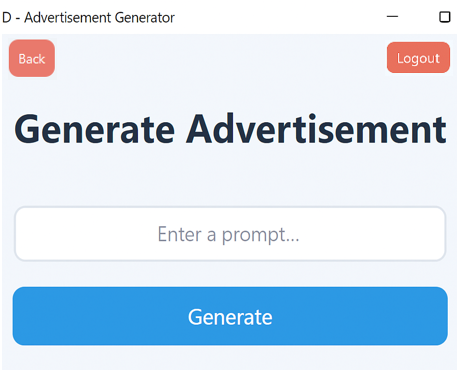 D - Advertisement Generator
Back
Logout
Generate Advertisement
Enter a prompt...
Generate